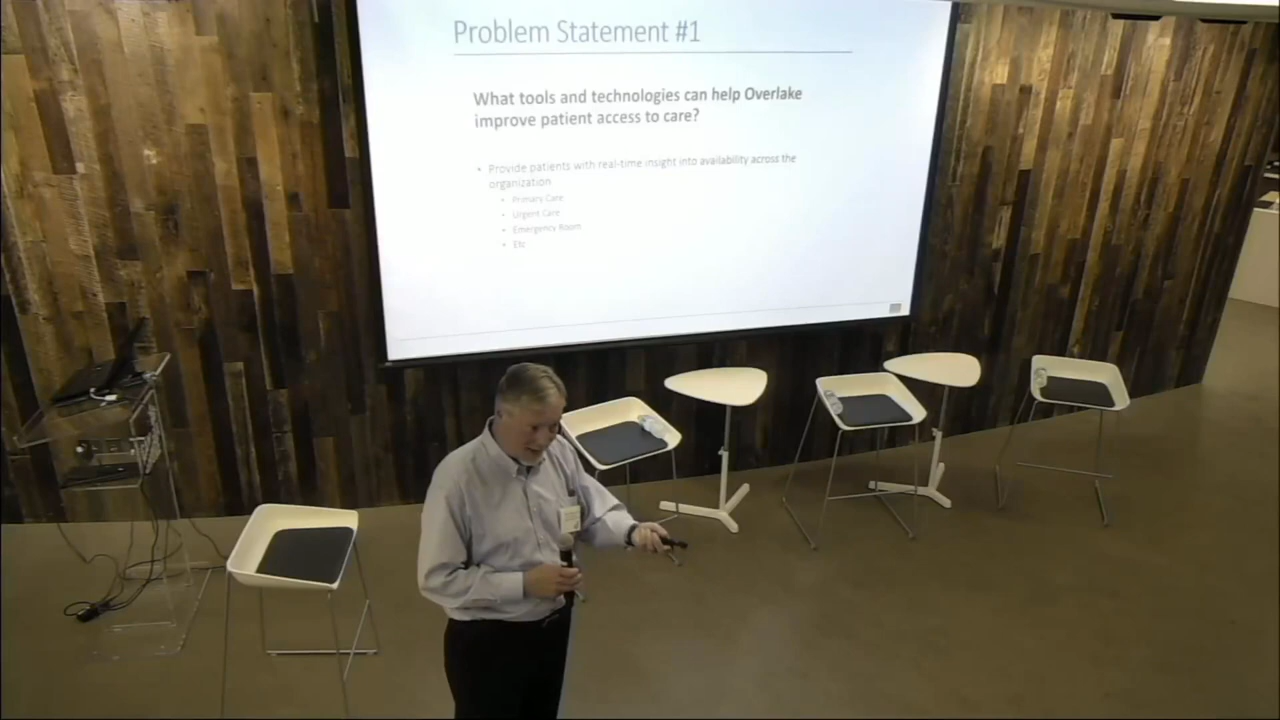 Problem Statement #1
What tools and technologies can help Overlake
improve patient access to care?
• Provide patients with real-time insight into availability across the
organization
• Primary Care
• Urgent Care
• Emergency Room
• Etc